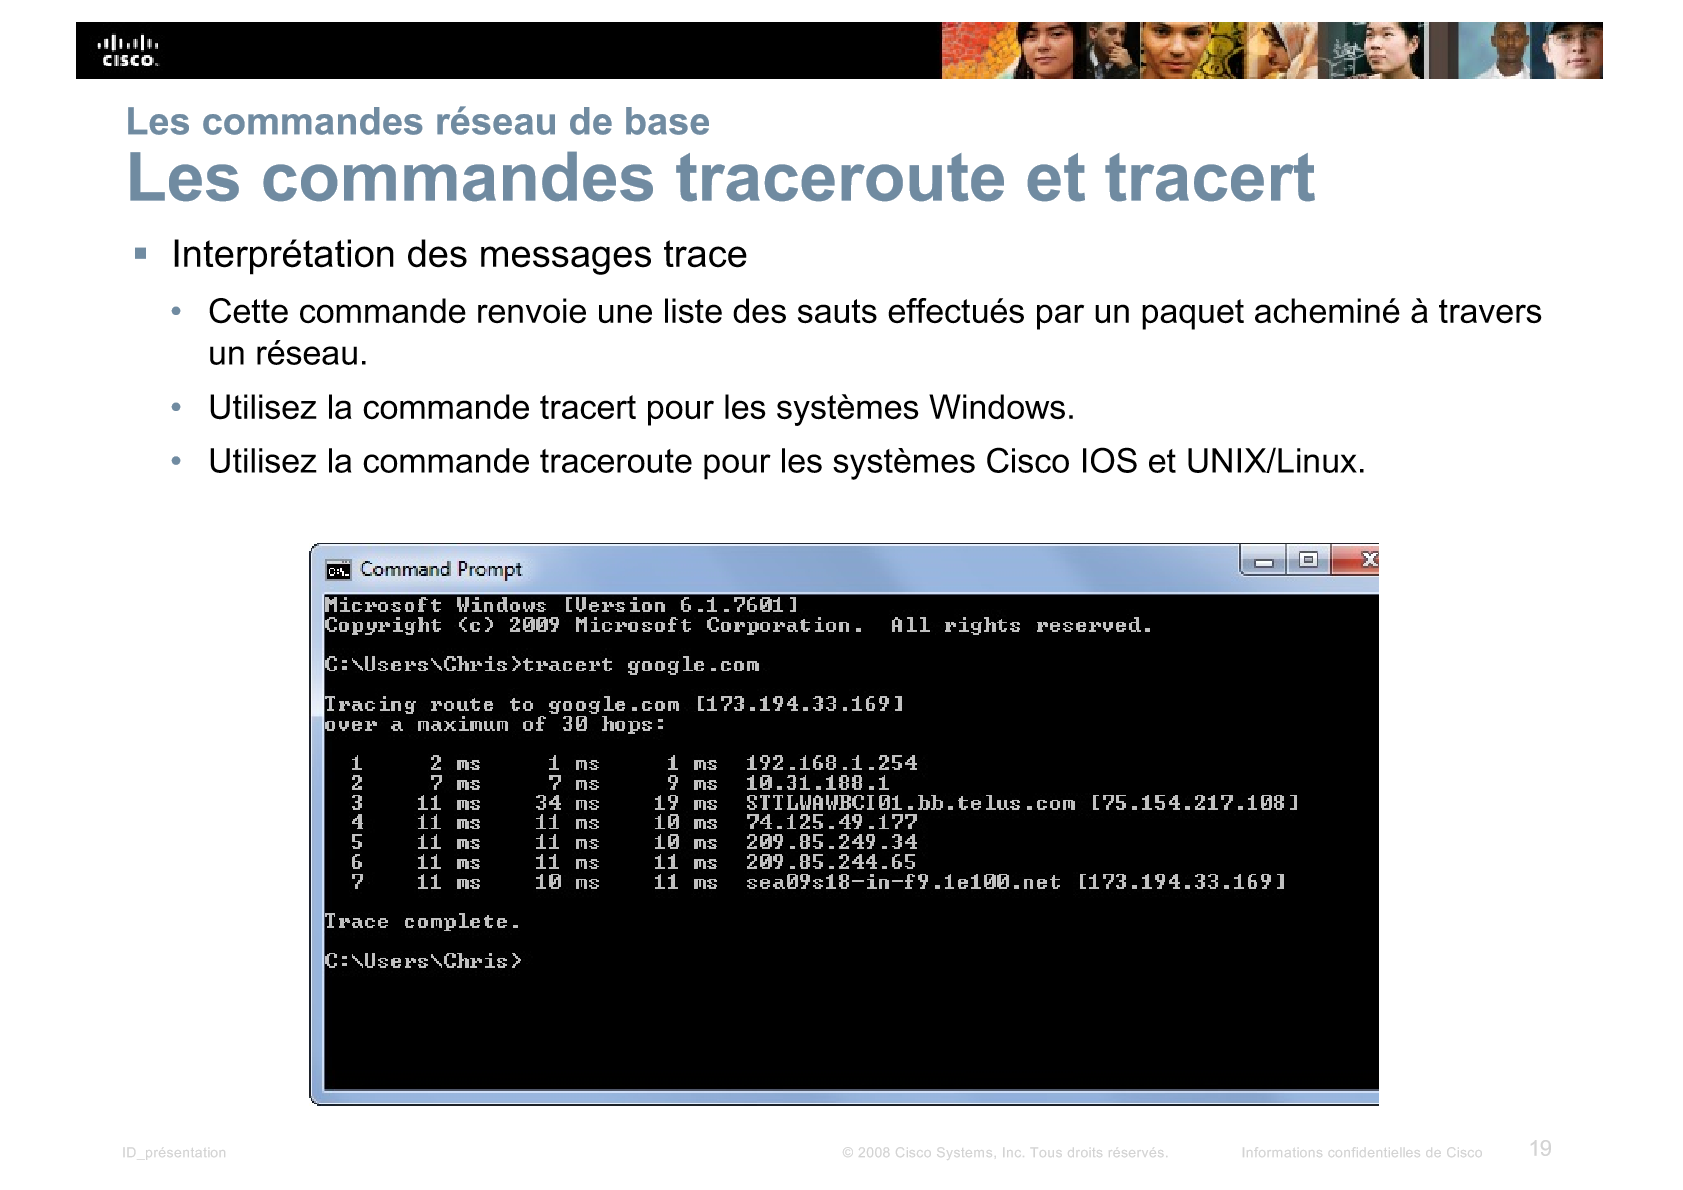 CISCO.
Les commandes réseau de base
Les commandes traceroute et tracert
▪ Interprétation des messages trace
• Cette commande renvoie une liste des sauts effectués par un paquet acheminé à travers
un réseau.
• Utilisez la commande tracert pour les systèmes Windows.
• Utilisez la commande traceroute pour les systèmes Cisco IOS et UNIX/Linux.
C:\. Command Prompt
Microsoft Windows [Version 6.1.7601]
Copyright (c) 2009 Microsoft Corporation.  All rights reserved.
C:\Users\Chris>tracert google.com
Tracing route to google.com [173.194.33.169]
over a maximum of 30 hops:
1 2 ms 1 ms 1 ms 192.168.1.254
2 7 ms 7 ms 9 ms 10.31.188.1
3 11 ms 34 ms 19 ms STTLWAWBCI01.bb.telus.com [75.154.217.108]
4 11 ms 11 ms 10 ms 74.125.49.177
5 11 ms 11 ms 10 ms 209.85.249.34
6 11 ms 11 ms 11 ms 209.85.244.65
7 11 ms 10 ms 11 ms sea09s18-in-f9.1e100.net [173.194.33.169]
Trace complete.
C:\Users\Chris>
ID_présentation © 2008 Cisco Systems, Inc. Tous droits réservés. Informations confidentielles de Cisco 19